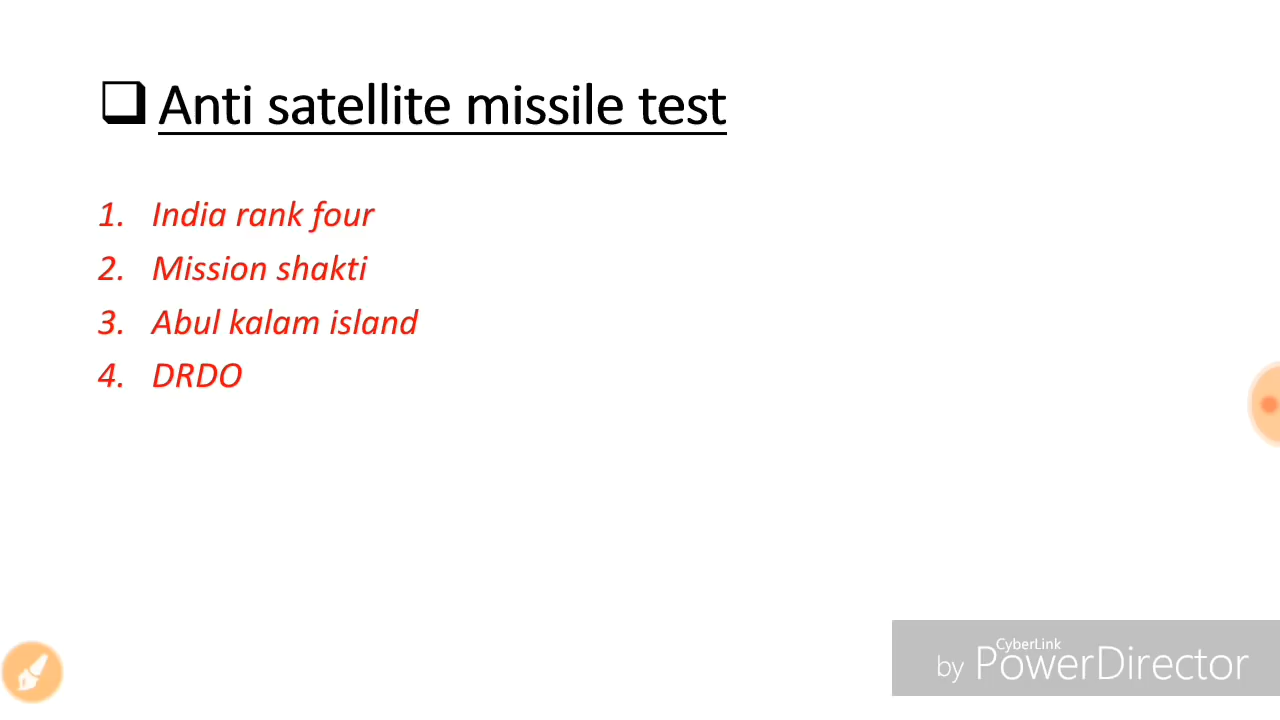 Anti satellite missile test
1. India rank four
2. Mission shakti
3. Abul kalam island
4. DRDO
CyberLink
by PowerDirector